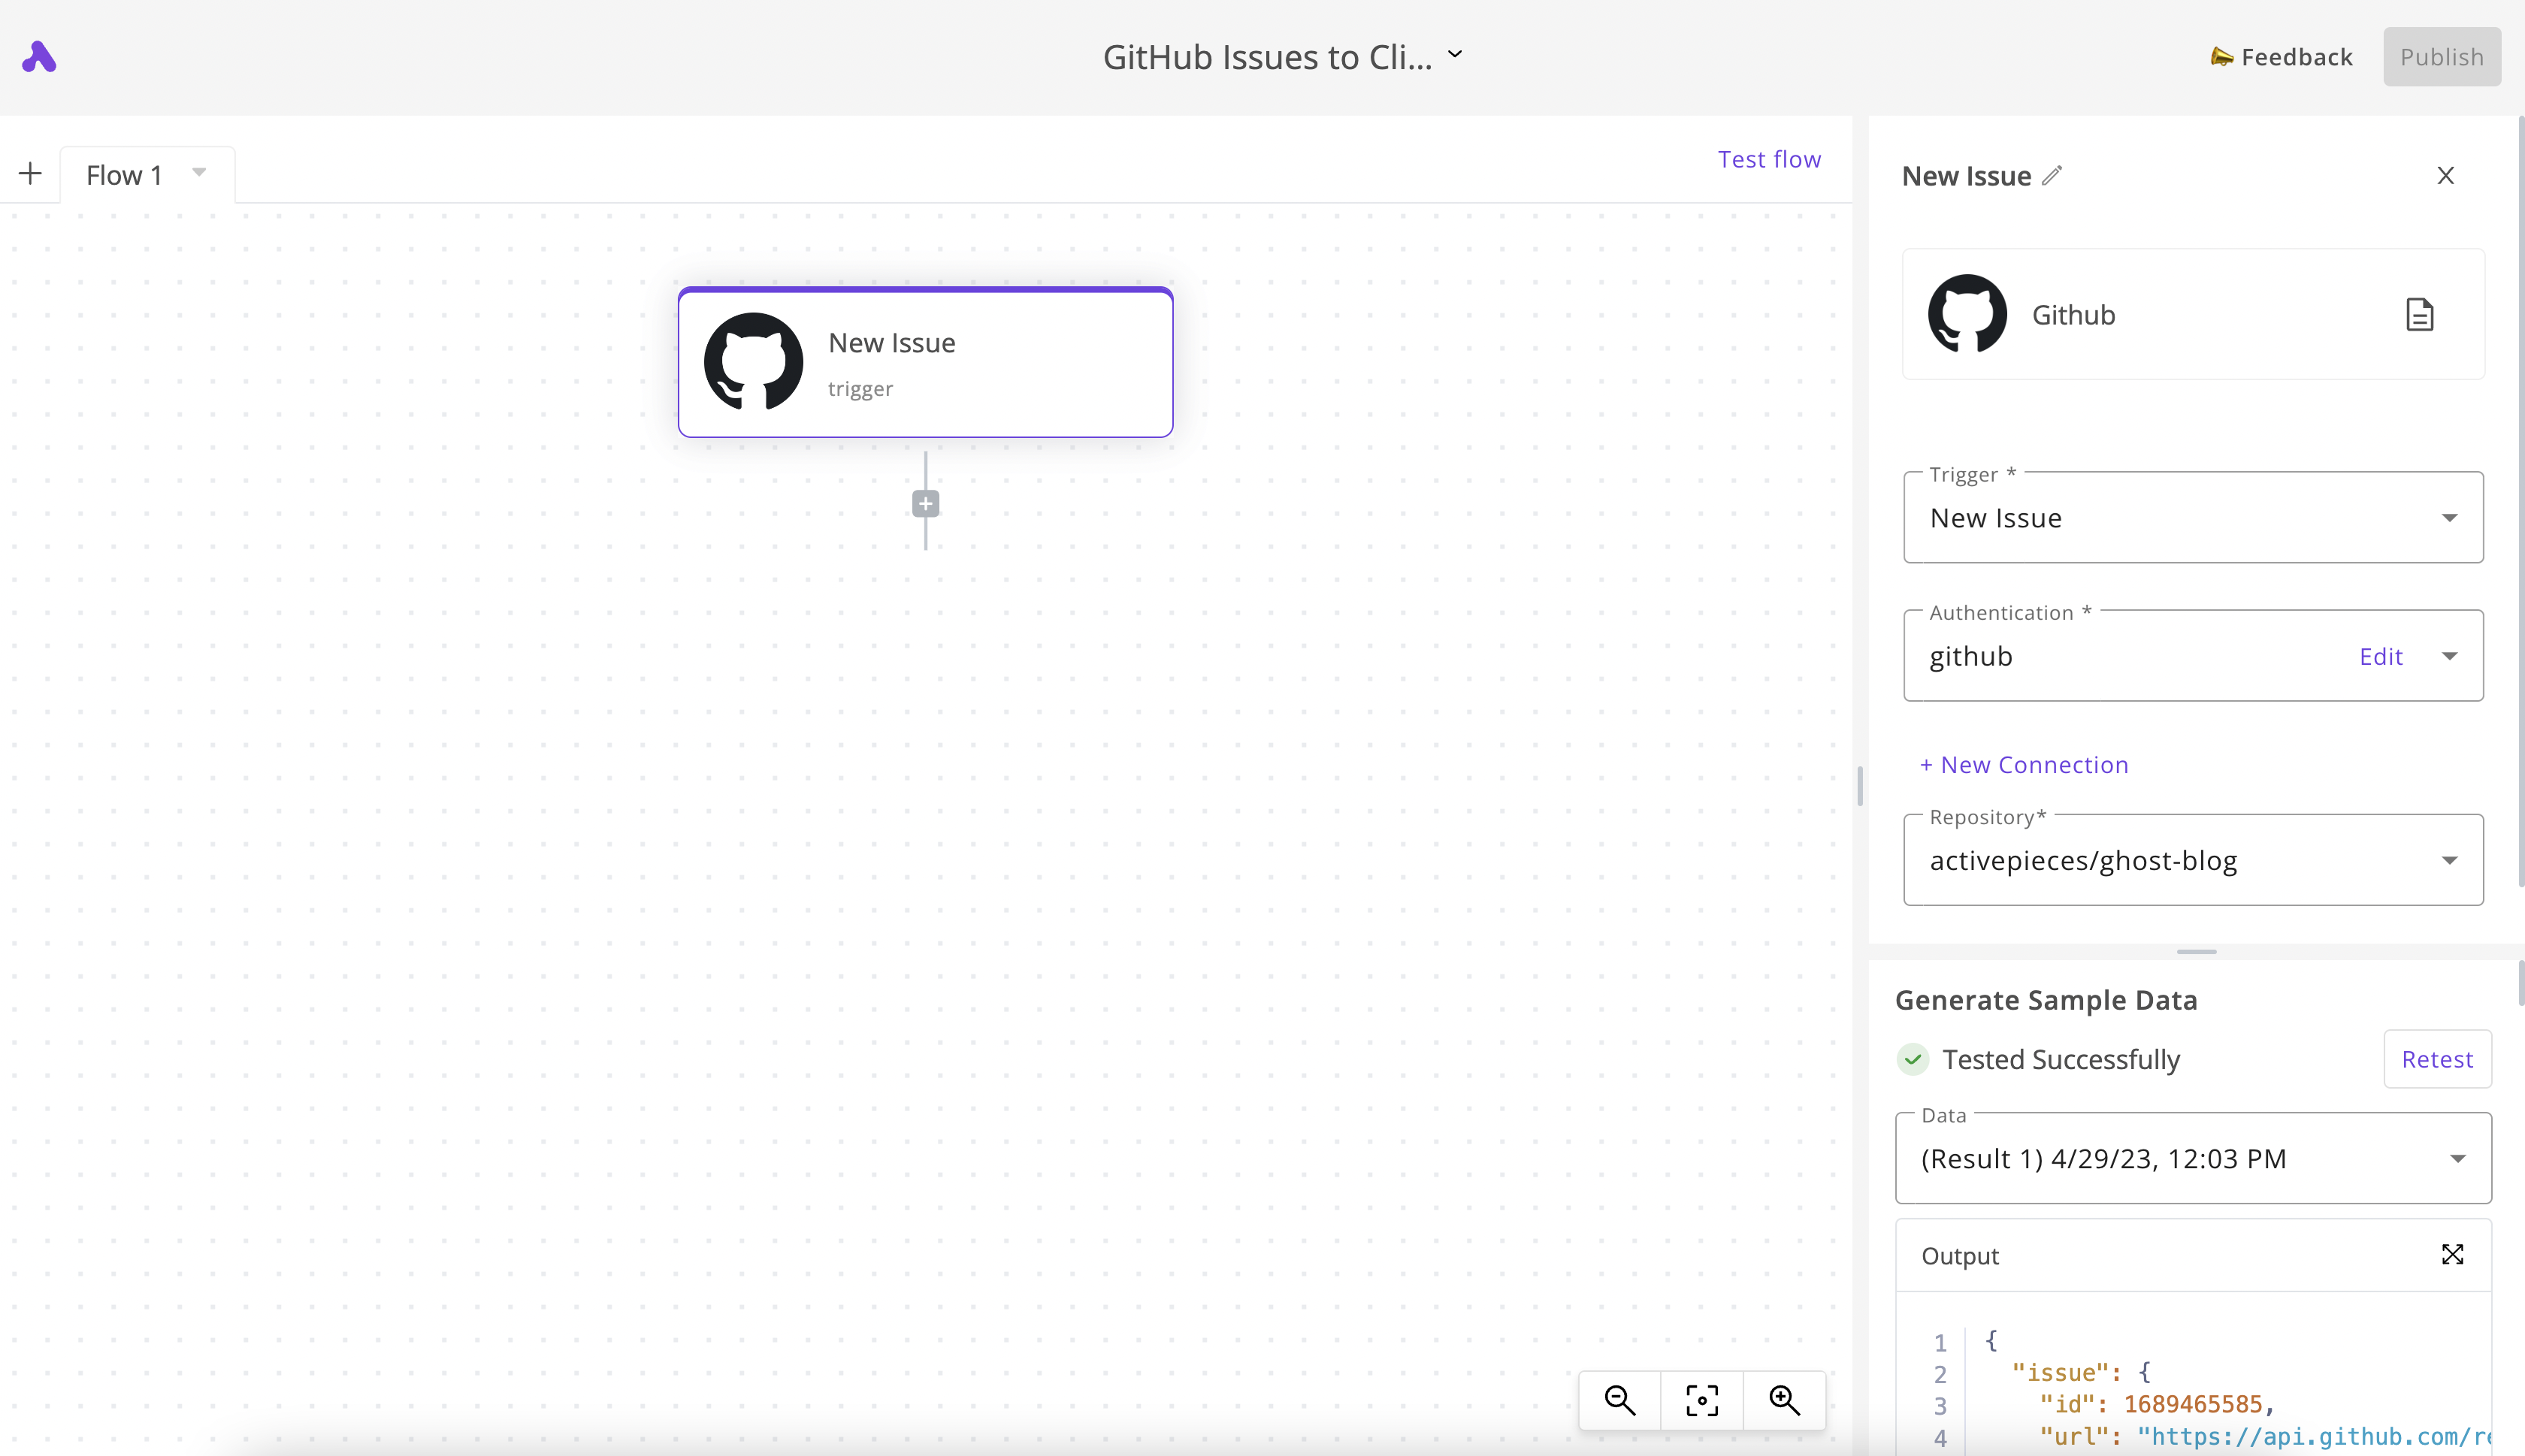 GitHub Issues to Cli...
Feedback
Publish
Flow 1
Test flow
New Issue
trigger
New Issue
Github
Trigger *
New Issue
Authentication *
github
Edit
+ New Connection
Repository*
activepieces/ghost-blog
Generate Sample Data
Tested Successfully
Retest
Data
(Result 1) 4/29/23, 12:03 PM
Output
1 {
2 "issue": {
3 "id": 1689465585,
4 "url": "https://api.github.com/re